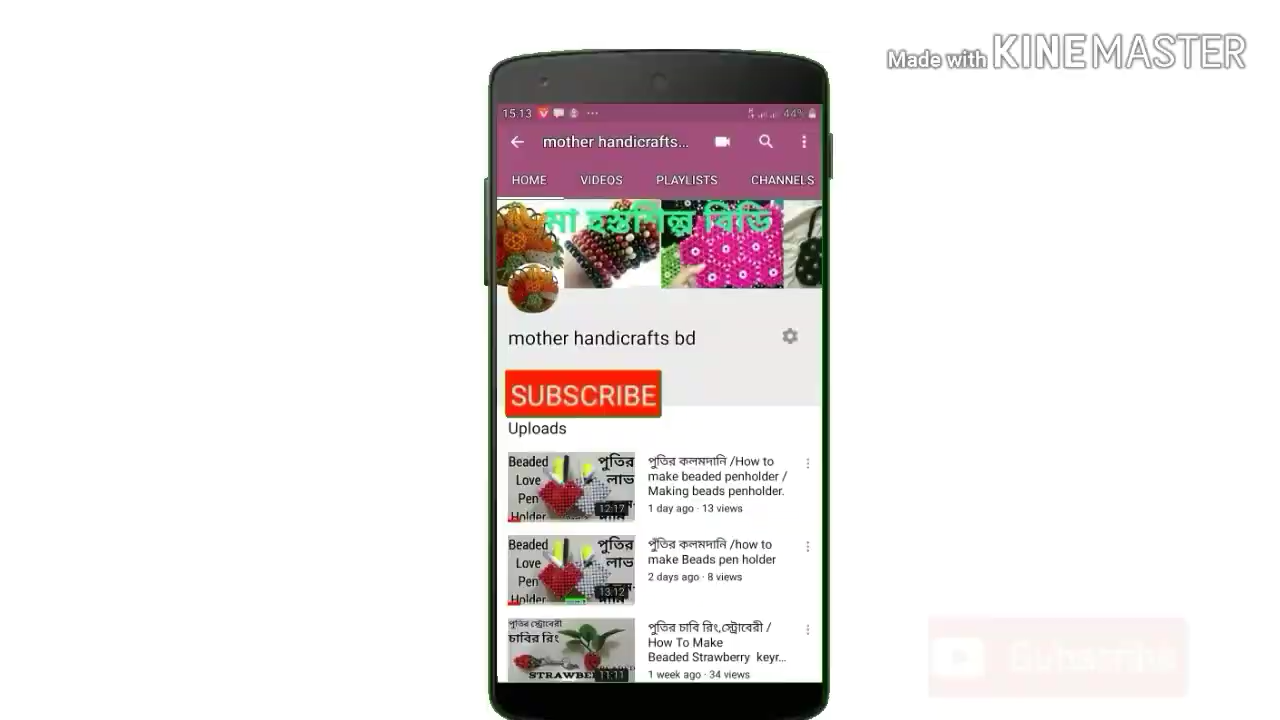 Made with KINEMASTER
15:13
44%
mother handicrafts...
HOME VIDEOS PLAYLISTS CHANNELS
মা হস্তশিল্প বিডি
mother handicrafts bd
SUBSCRIBE
Uploads
Beaded
Love
Pen
Holder
পুতির
লাভ
12:17
পুতির কলমদানি /How to
make beaded penholder /
Making beads penholder.
1 day ago · 13 views
Beaded
Love
Pen
Holder
পুতির
লাভ
13:12
পুঁতির কলমদানি /how to
make Beads pen holder
2 days ago · 8 views
পুতির স্ট্রোবেরী
চাবির রিং
11:11
পুতির চাবি রিং,স্ট্রোবেরী /
How To Make
Beaded Strawberry keyr...
1 week ago · 34 views